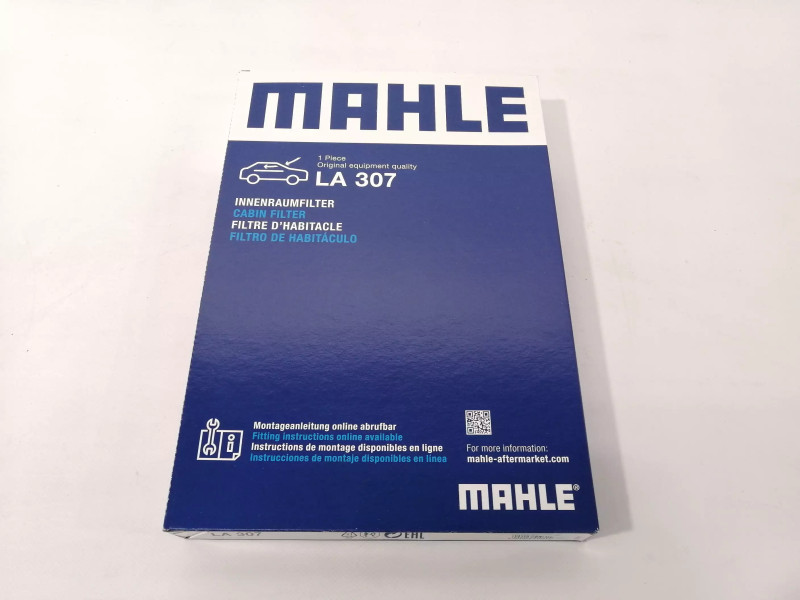 MAHLE
1 Piece
Original equipment quality
LA 307
INNENRAUMFILTER
CABIN FILTER
FILTRE D'HABITACLE
FILTRO DE HABITÁCULO
Montageanleitung online abrufbar
Fitting instructions online available
Instructions de montage disponibles en ligne
Instrucciones de montaje disponibles en línea
For more information:
mahle-aftermarket.com
MAHLE®
LA 307
EAC